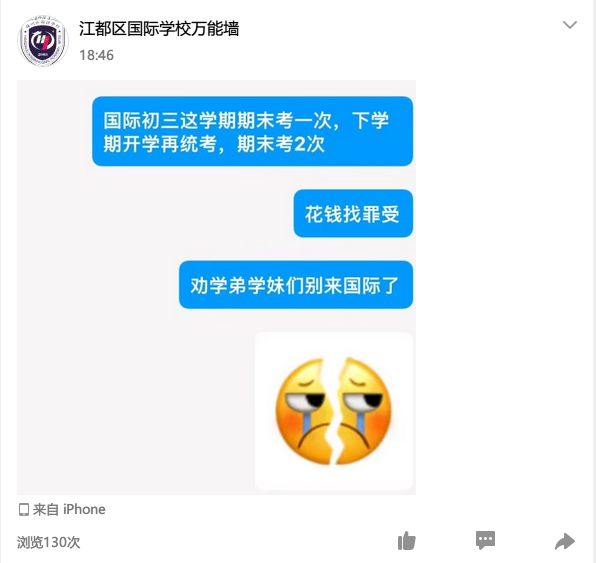 江都区国际学校万能墙
18:46
国际初三这学期期末考一次，下学
期开学再统考，期末考2次
花钱找罪受
劝学弟学妹们别来国际了
来自 iPhone
浏览130次